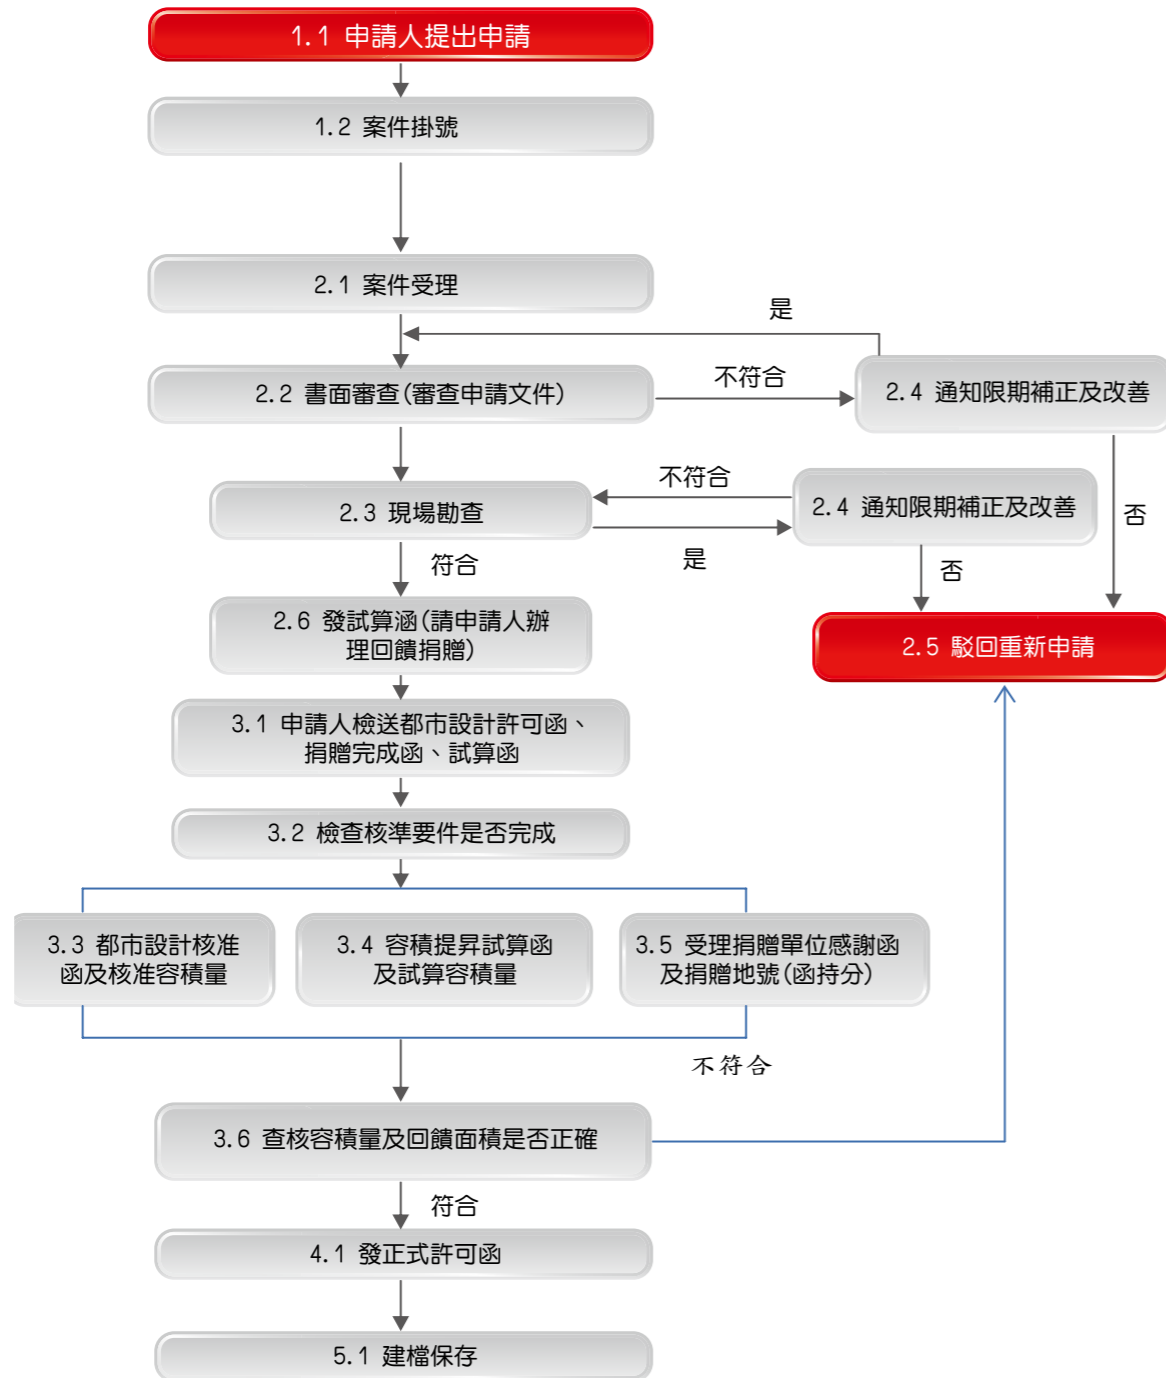 1.1 申請人提出申請
1.2 案件掛號
2.1 案件受理
是
2.2 書面審查(審查申請文件)
不符合
2.4 通知限期補正及改善
不符合
2.3 現場勘查
2.4 通知限期補正及改善
否
是
符合
否
2.6 發試算涵(請申請人辦
理回饋捐贈)
2.5 駁回重新申請
3.1 申請人檢送都市設計許可函、
捐贈完成函、試算函
3.2 檢查核準要件是否完成
3.3 都市設計核准
函及核准容積量
3.4 容積提昇試算函
及試算容積量
3.5 受理捐贈單位感謝函
及捐贈地號(函持分)
不符合
3.6 查核容積量及回饋面積是否正確
符合
4.1 發正式許可函
5.1 建檔保存